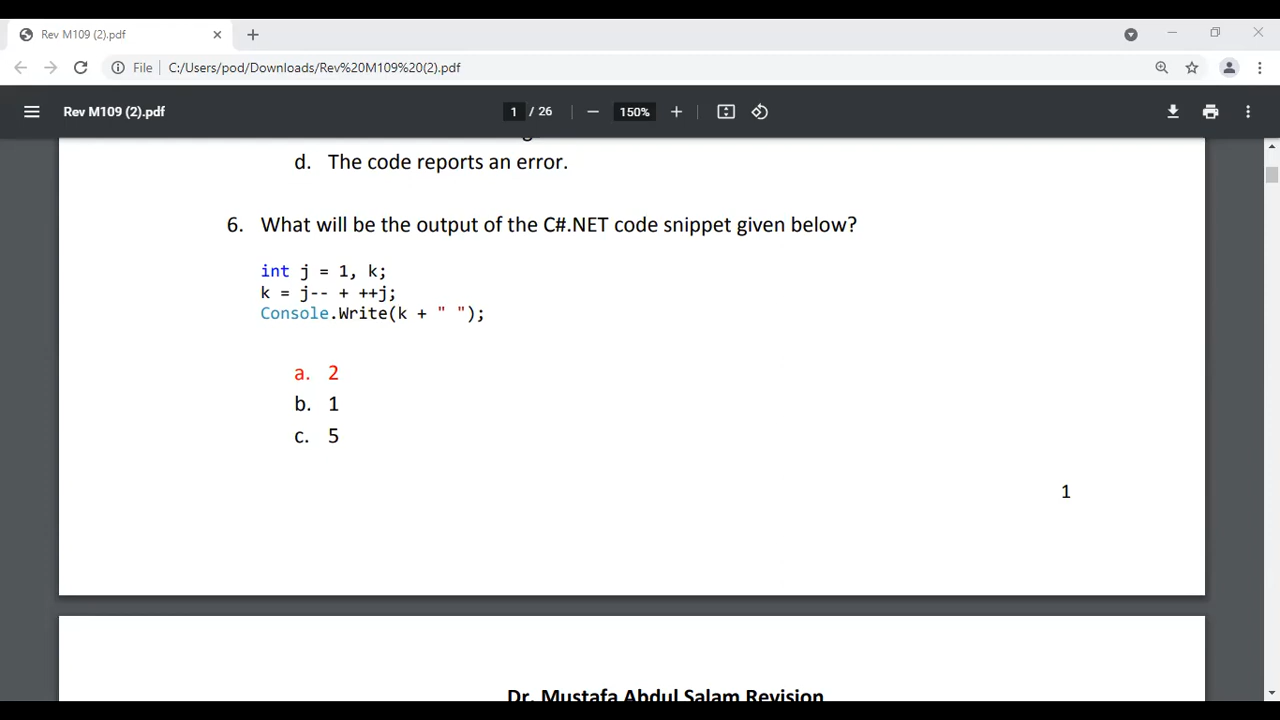 Rev M109 (2).pdf
File | C:/Users/pod/Downloads/Rev%20M109%20(2).pdf
Rev M109 (2).pdf
1 / 26
150%
d. The code reports an error.
6. What will be the output of the C#.NET code snippet given below?
int j = 1, k;
k = j-- + ++j;
Console.Write(k + " ");
a. 2
b. 1
c. 5
1
Dr. Mustafa Abdul Salam Revision